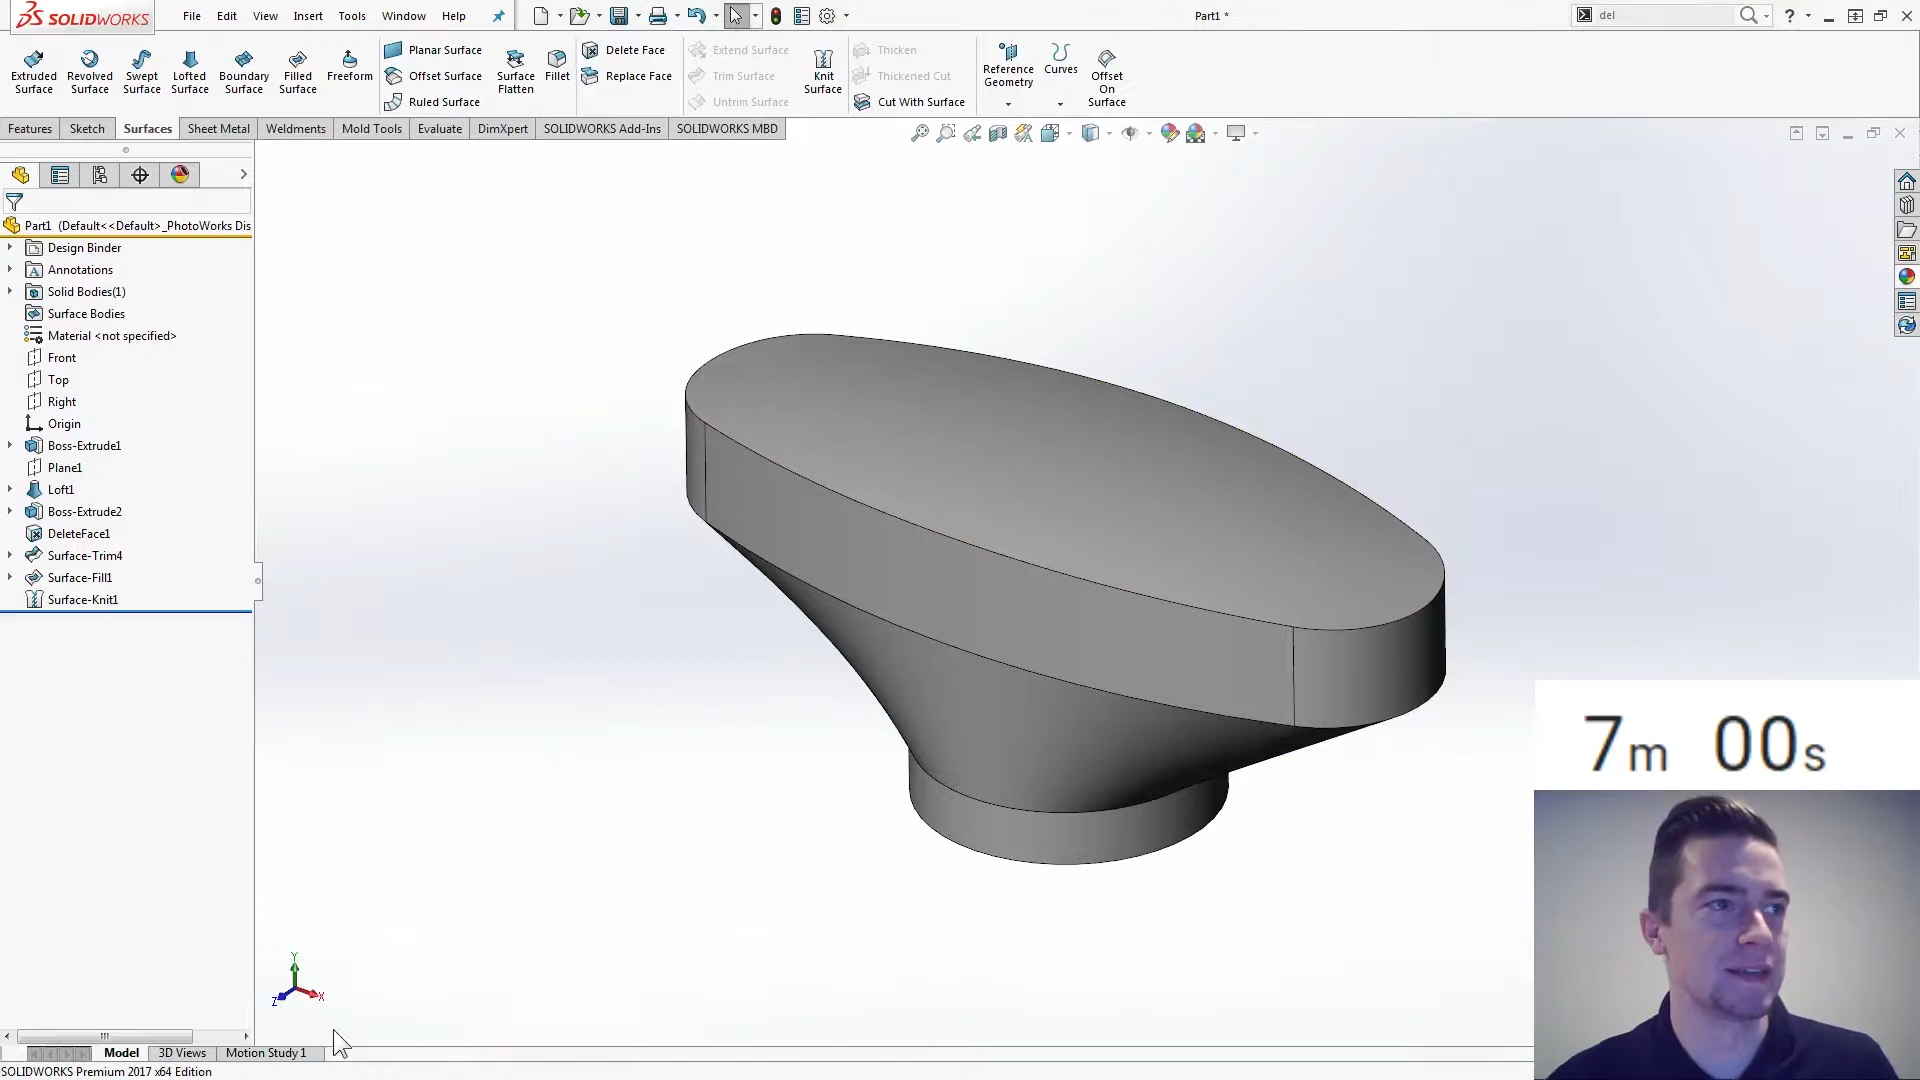 SOLIDWORKS File Edit View Insert Tools Window Help Part1 * del ?
Extruded Surface
Revolved Surface
Swept Surface
Lofted Surface
Boundary Surface
Filled Surface
Freeform
Planar Surface
Offset Surface
Ruled Surface
Surface Flatten
Fillet
Delete Face
Replace Face
Extend Surface
Trim Surface
Untrim Surface
Knit Surface
Thicken
Thickened Cut
Cut With Surface
Reference Geometry
Curves
Offset On Surface
Features Sketch Surfaces Sheet Metal Weldments Mold Tools Evaluate DimXpert SOLIDWORKS Add-Ins SOLIDWORKS MBD
Part1 (Default<<Default>_PhotoWorks Dis
Design Binder
Annotations
Solid Bodies(1)
Surface Bodies
Material <not specified>
Front
Top
Right
Origin
Boss-Extrude1
Plane1
Loft1
Boss-Extrude2
DeleteFace1
Surface-Trim4
Surface-Fill1
Surface-Knit1
7m 00s
Y
Z X
Model 3D Views Motion Study 1
SOLIDWORKS Premium 2017 x64 Edition